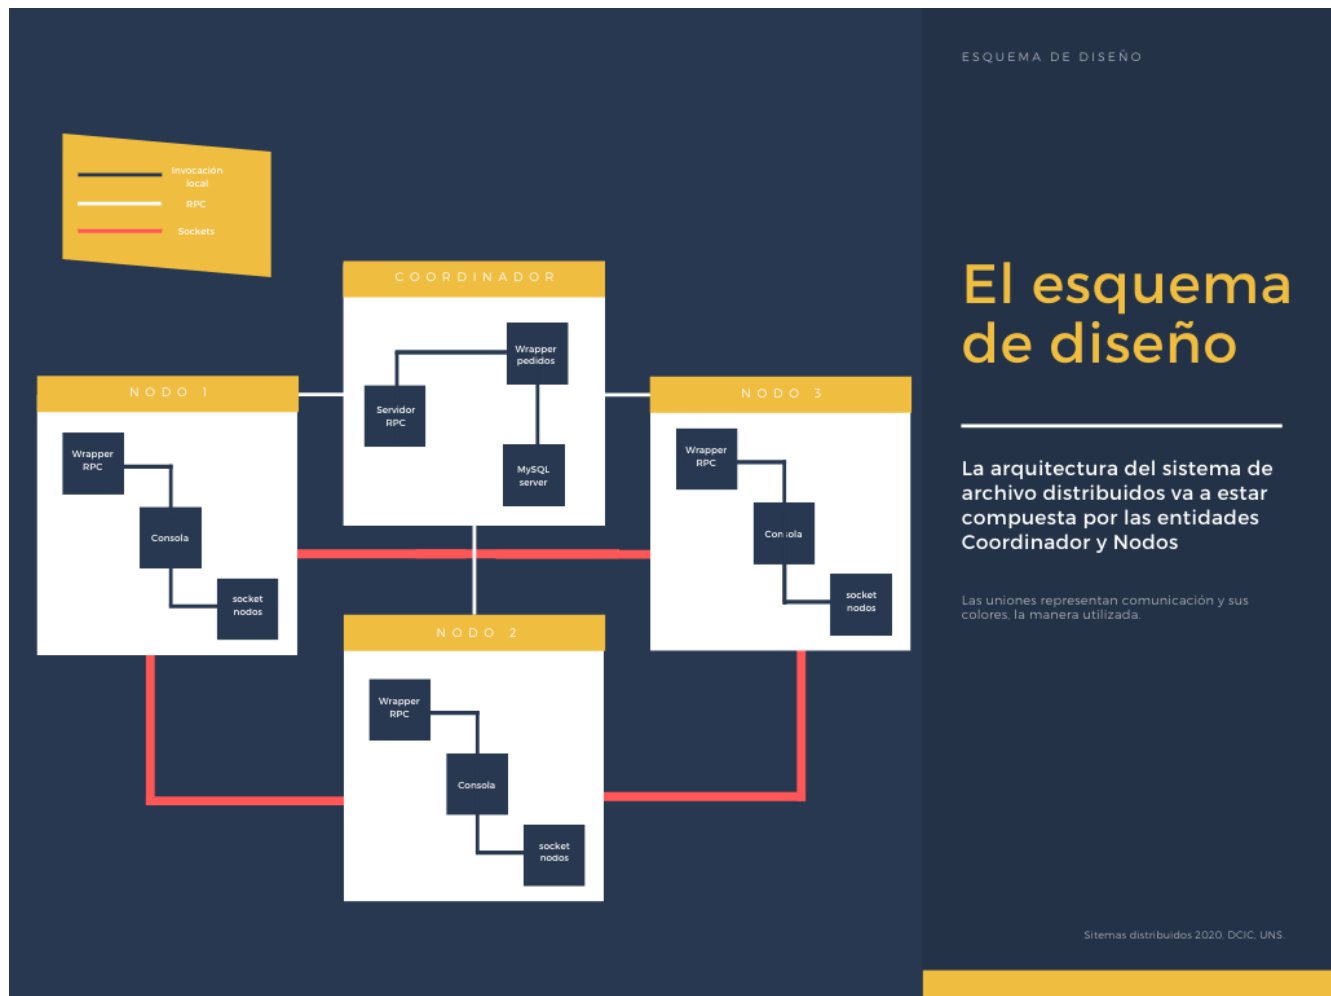 ESQUEMA DE DISEÑO
Invocación
local
RPC
Sockets
COORDINADOR
Wrapper
pedidos
Servidor
RPC
MySQL
server
NODO 1
Wrapper
RPC
Consola
socket
nodos
NODO 3
Wrapper
RPC
Consola
socket
nodos
NODO 2
Wrapper
RPC
Consola
socket
nodos
El esquema
de diseño
La arquitectura del sistema de
archivo distribuidos va a estar
compuesta por las entidades
Coordinador y Nodos
Las uniones representan comunicación y sus
colores, la manera utilizada.
Sitemas distribuidos 2020, DCIC, UNS.